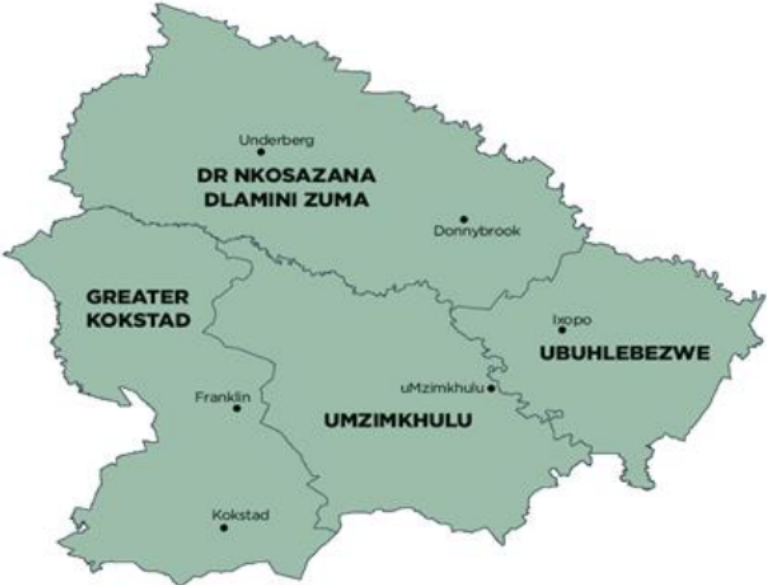 Underberg
DR NKOSAZANA
DLAMINI ZUMA
Donnybrook
GREATER
KOKSTAD
Ixopo
UBUHLEBEZWE
uMzimkhulu
Franklin
UMZIMKHULU
Kokstad